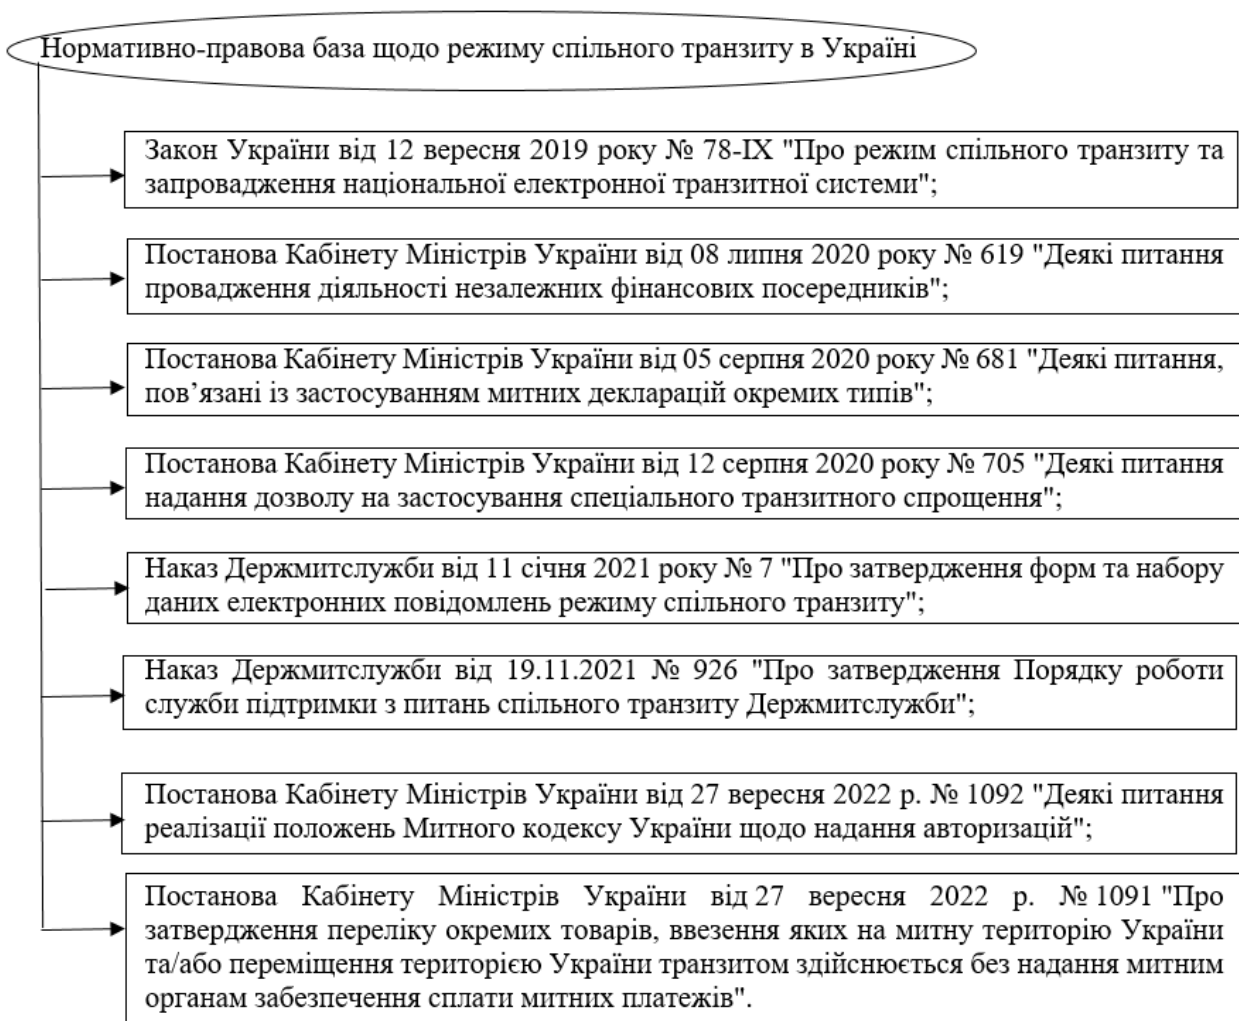 Нормативно-правова база щодо режиму спільного транзиту в Україні
Закон України від 12 вересня 2019 року № 78-IX "Про режим спільного транзиту та
запровадження національної електронної транзитної системи";
Постанова Кабінету Міністрів України від 08 липня 2020 року № 619 "Деякі питання
провадження діяльності незалежних фінансових посередників";
Постанова Кабінету Міністрів України від 05 серпня 2020 року № 681 "Деякі питання,
пов’язані із застосуванням митних декларацій окремих типів";
Постанова Кабінету Міністрів України від 12 серпня 2020 року № 705 "Деякі питання
надання дозволу на застосування спеціального транзитного спрощення";
Наказ Держмитслужби від 11 січня 2021 року № 7 "Про затвердження форм та набору
даних електронних повідомлень режиму спільного транзиту";
Наказ Держмитслужби від 19.11.2021 № 926 "Про затвердження Порядку роботи
служби підтримки з питань спільного транзиту Держмитслужби";
Постанова Кабінету Міністрів України від 27 вересня 2022 р. № 1092 "Деякі питання
реалізації положень Митного кодексу України щодо надання авторизацій";
Постанова Кабінету Міністрів України від 27 вересня 2022 р. № 1091 "Про
затвердження переліку окремих товарів, ввезення яких на митну територію України
та/або переміщення територією України транзитом здійснюється без надання митним
органам забезпечення сплати митних платежів".